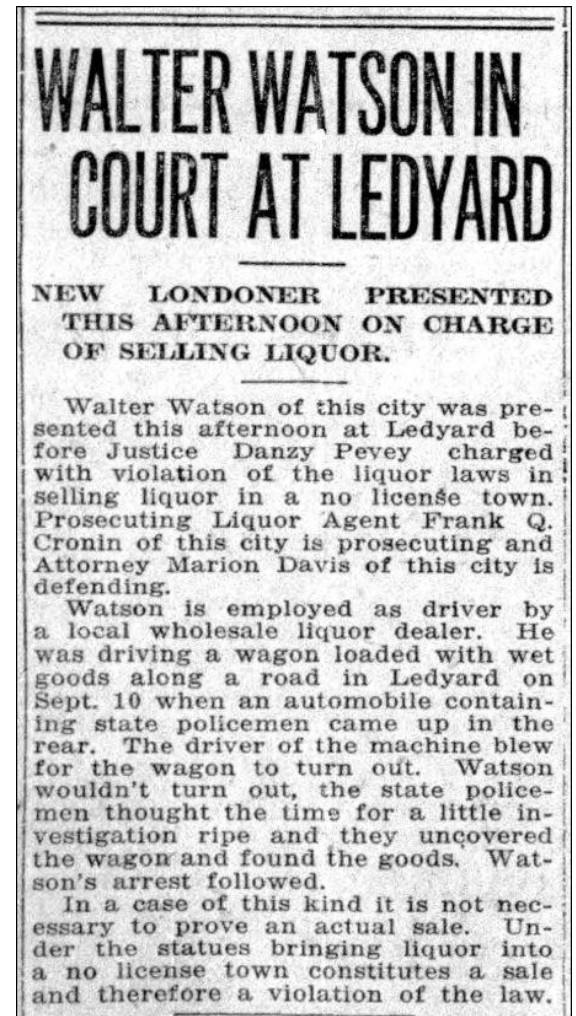 WALTER WATSON IN
COURT AT LEDYARD
NEW LONDONER PRESENTED
THIS AFTERNOON ON CHARGE
OF SELLING LIQUOR.
Walter Watson of this city was pre-
sented this afternoon at Ledyard be-
fore Justice Danzy Pevey charged
with violation of the liquor laws in
selling liquor in a no license town.
Prosecuting Liquor Agent Frank Q.
Cronin of this city is prosecuting and
Attorney Marion Davis of this city is
defending.
Watson is employed as driver by
a local wholesale liquor dealer. He
was driving a wagon loaded with wet
goods along a road in Ledyard on
Sept. 10 when an automobile contain-
ing state policemen came up in the
rear. The driver of the machine blew
for the wagon to turn out. Watson
wouldn't turn out, the state police-
men thought the time for a little in-
vestigation ripe and they uncovered
the wagon and found the goods. Wat-
son's arrest followed.
In a case of this kind it is not nec-
essary to prove an actual sale. Un-
der the statues bringing liquor into
a no license town constitutes a sale
and therefore a violation of the law.